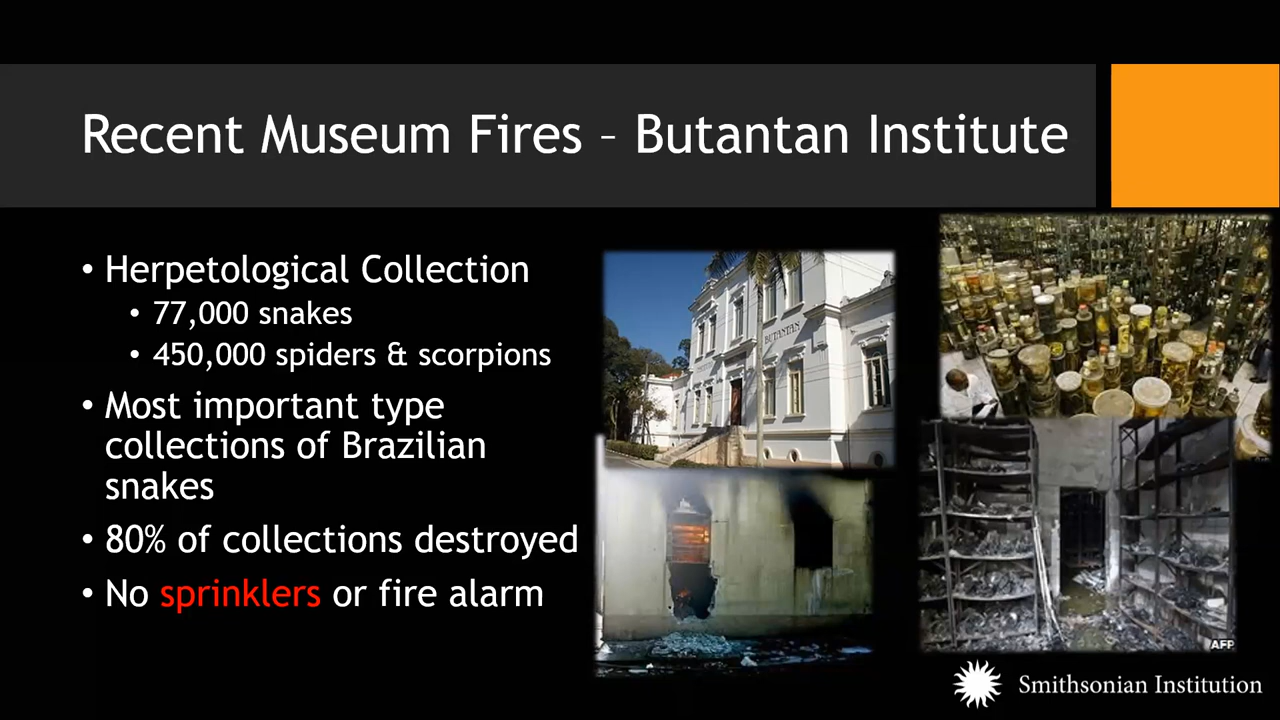 Recent Museum Fires – Butantan Institute
• Herpetological Collection
• 77,000 snakes
• 450,000 spiders & scorpions
• Most important type
collections of Brazilian
snakes
• 80% of collections destroyed
• No sprinklers or fire alarm
BUTANTAN
AFP
Smithsonian Institution